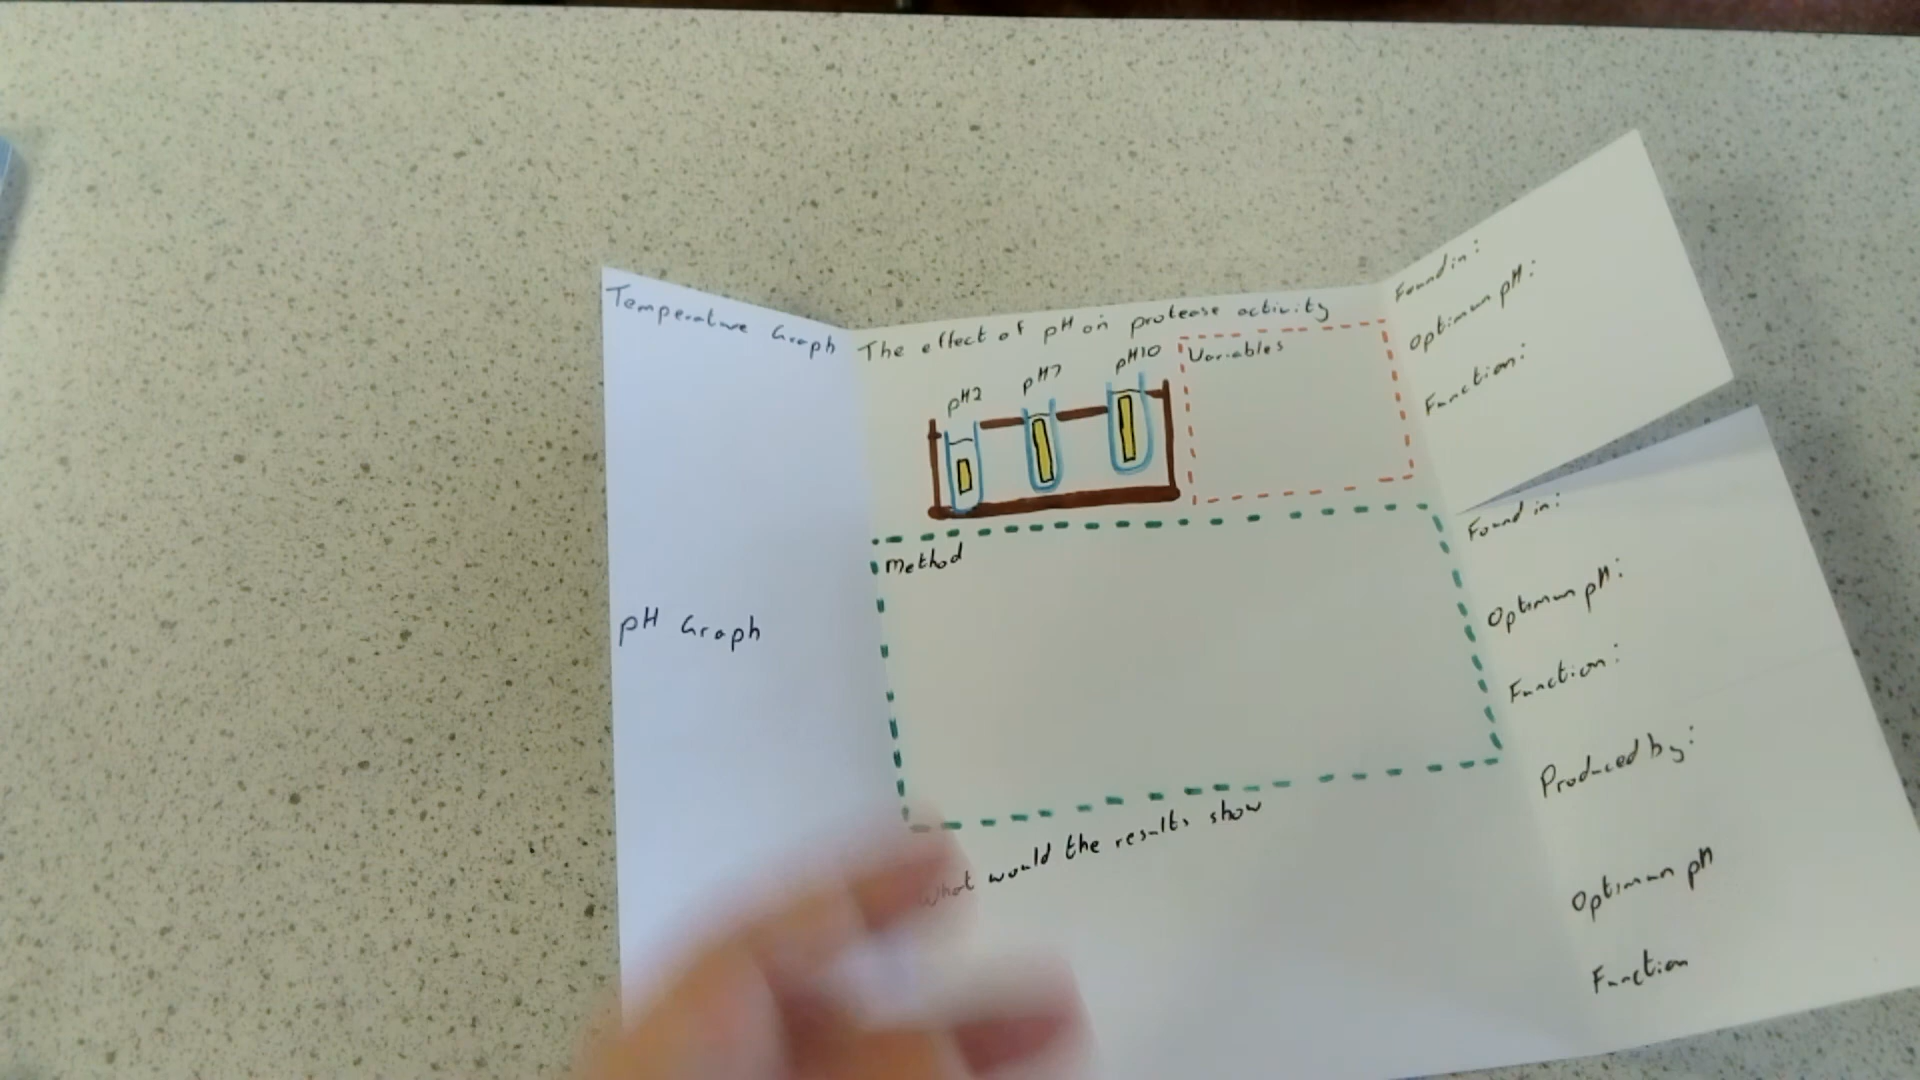 Temperature Graph
pH Graph
The effect of pH on protease activity
pH2
pH7
pH10
Variables
Method
What would the results show
Found in:
Optimum pH:
Function:
Found in:
Optimum pH:
Function:
Produced by:
Optimum pH
Function